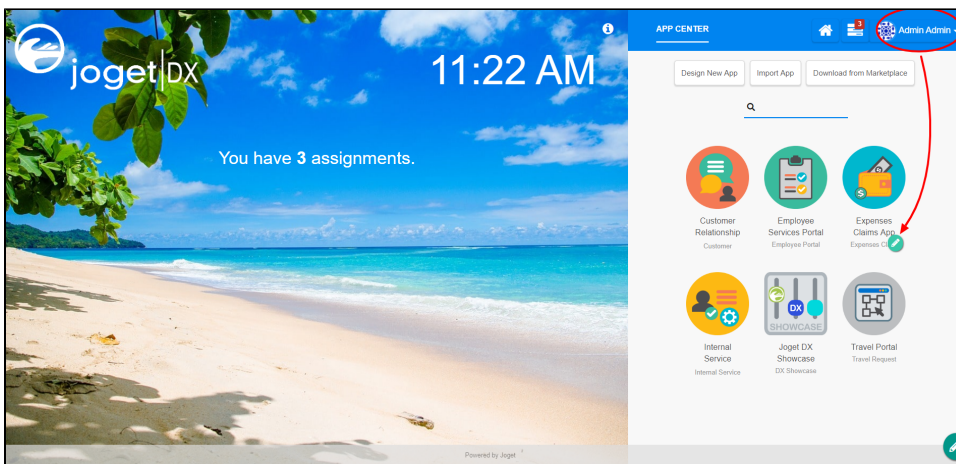 joget DX
11:22 AM
You have 3 assignments.
Powered by Joget
APP CENTER
3
Admin Admin
Design New App
Import App
Download from Marketplace
Customer
Relationship
Customer
Employee
Services Portal
Employee Portal
Expenses
Claims App
Expenses
Internal
Service
Internal Service
DX
SHOWCASE
Joget DX
Showcase
DX Showcase
Travel Portal
Travel Request